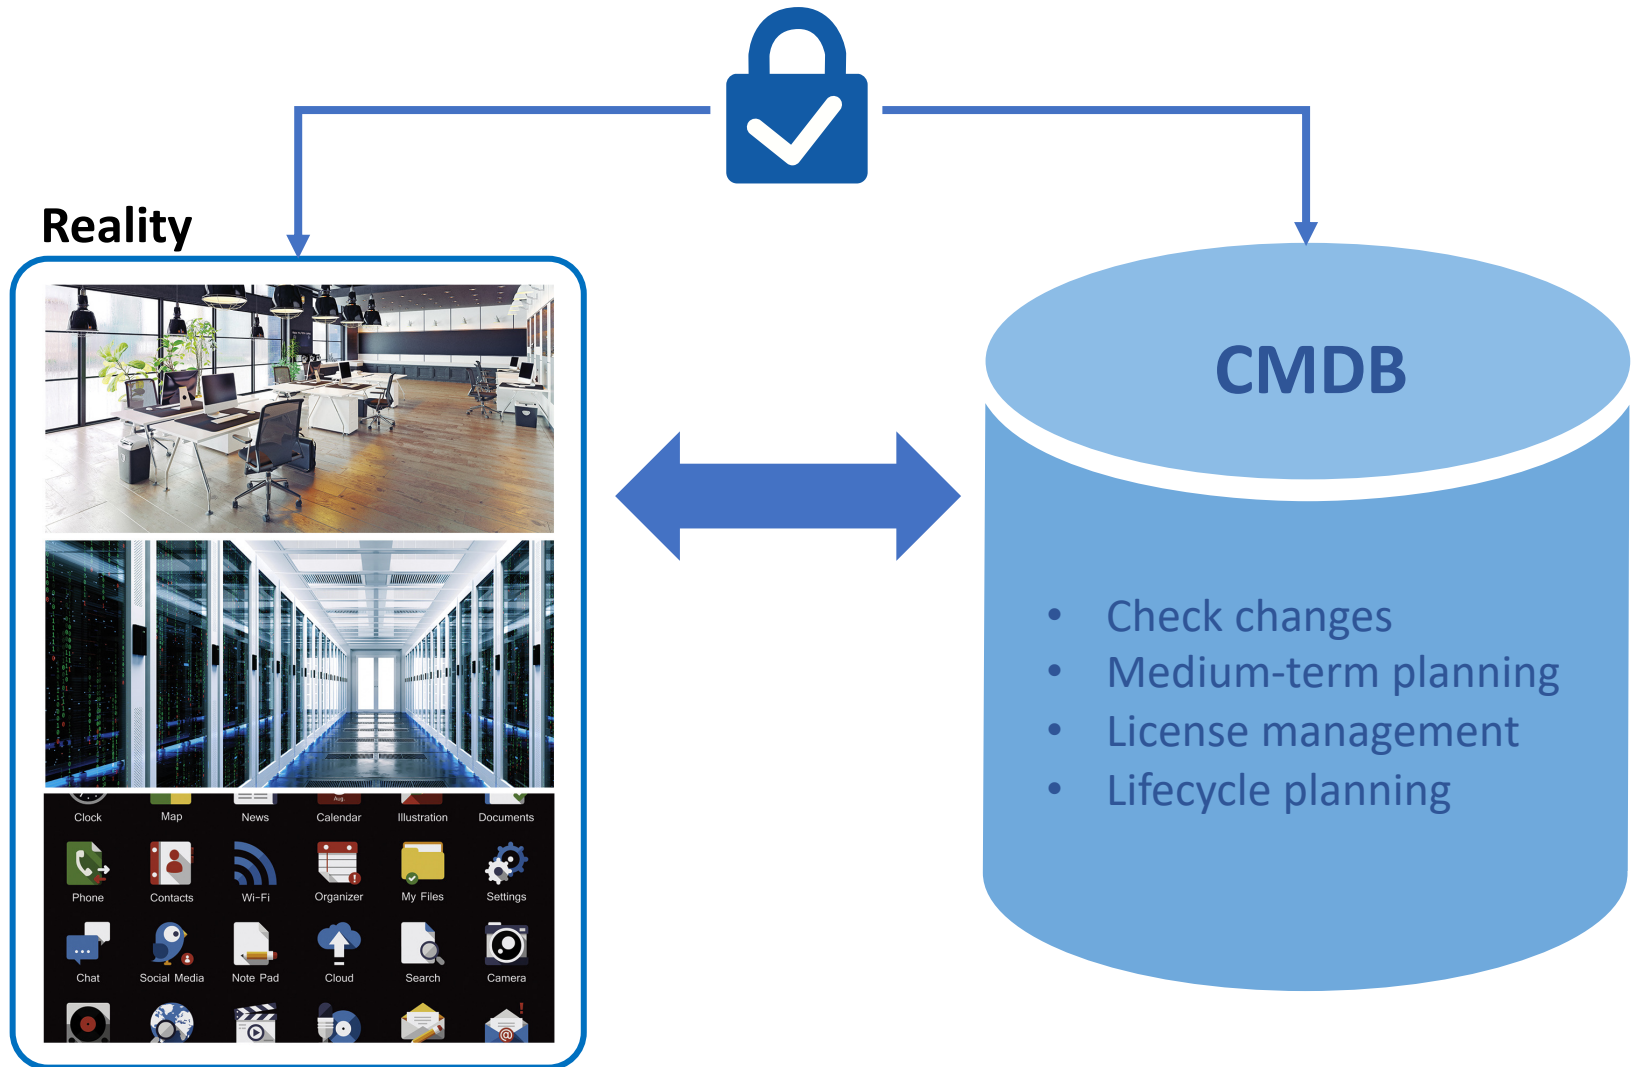 Reality
CMDB
• Check changes
• Medium-term planning
• License management
• Lifecycle planning
Aug.
Clock Map News Calendar Illustration Documents
Phone Contacts Wi-Fi Organizer My Files Settings
Chat Social Media Note Pad Cloud Search Camera